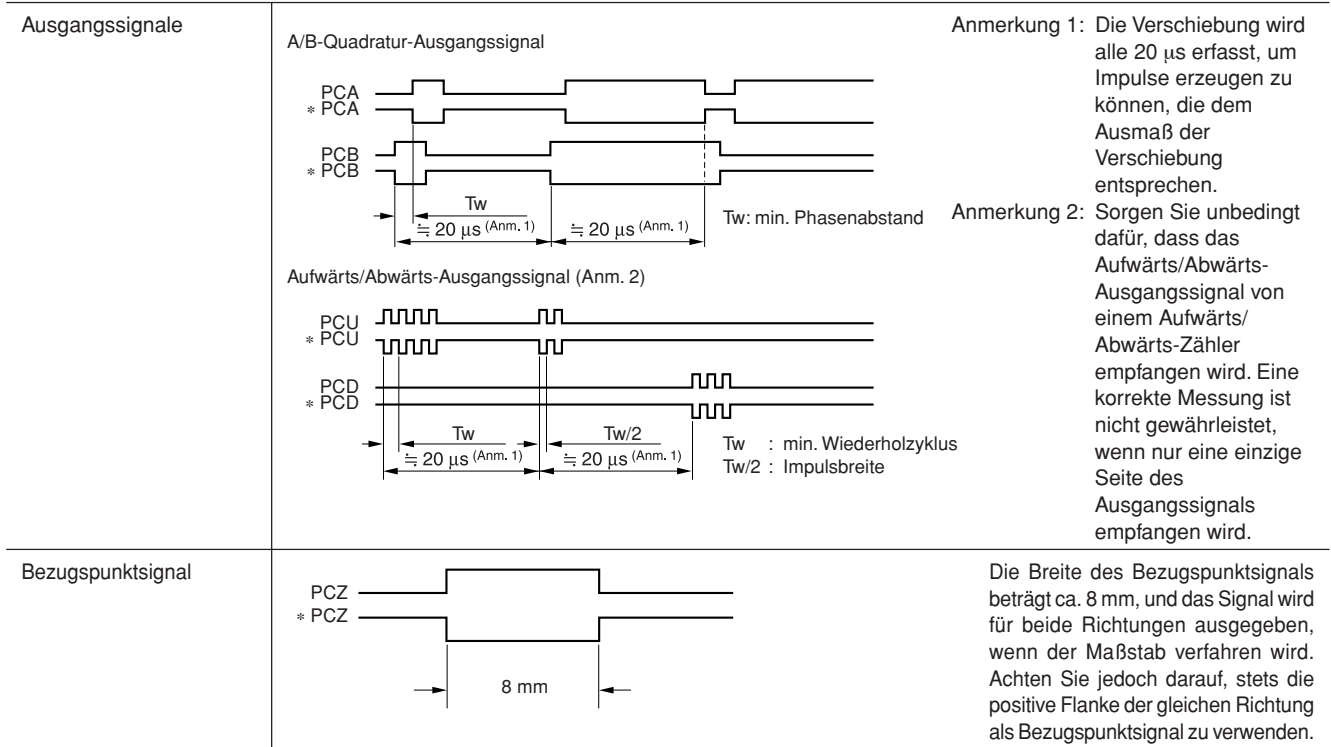 Ausgangssignale
A/B-Quadratur-Ausgangssignal
PCA
* PCA
PCB
* PCB
Tw
≒ 20 µs (Anm. 1)
≒ 20 µs (Anm. 1)
Tw: min. Phasenabstand
Aufwärts/Abwärts-Ausgangssignal (Anm. 2)
PCU
* PCU
PCD
* PCD
Tw
Tw/2
≒ 20 µs (Anm. 1)
≒ 20 µs (Anm. 1)
Tw : min. Wiederholzyklus
Tw/2 : Impulsbreite
Anmerkung 1: Die Verschiebung wird
alle 20 µs erfasst, um
Impulse erzeugen zu
können, die dem
Ausmaß der
Verschiebung
entsprechen.
Anmerkung 2: Sorgen Sie unbedingt
dafür, dass das
Aufwärts/Abwärts-
Ausgangssignal von
einem Aufwärts/
Abwärts-Zähler
empfangen wird. Eine
korrekte Messung ist
nicht gewährleistet,
wenn nur eine einzige
Seite des
Ausgangssignals
empfangen wird.
Bezugspunktsignal
PCZ
* PCZ
8 mm
Die Breite des Bezugspunktsignals
beträgt ca. 8 mm, und das Signal wird
für beide Richtungen ausgegeben,
wenn der Maßstab verfahren wird.
Achten Sie jedoch darauf, stets die
positive Flanke der gleichen Richtung
als Bezugspunktsignal zu verwenden.